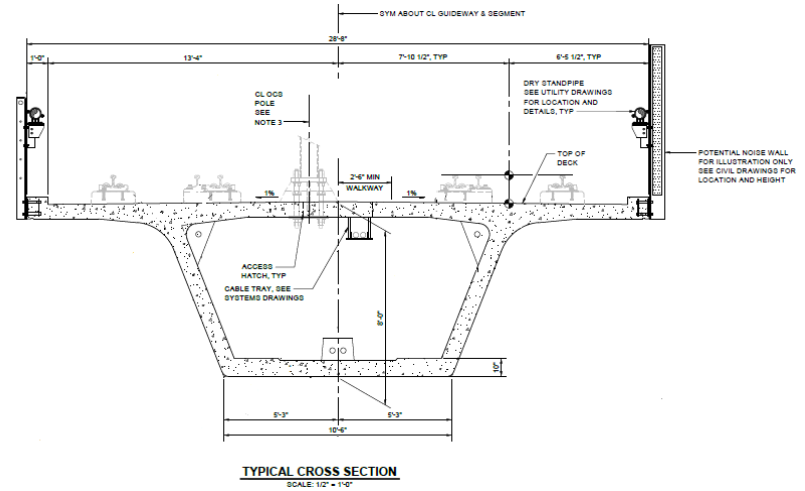 SYM ABOUT CL GUIDEWAY & SEGMENT
28'-8"
1'-0"
13'-4"
7'-10 1/2", TYP
6'-5 1/2", TYP
CL OCS
POLE
SEE
NOTE 3
DRY STANDPIPE
SEE UTILITY DRAWINGS
FOR LOCATION AND
DETAILS, TYP
TOP OF
DECK
POTENTIAL NOISE WALL
FOR ILLUSTRATION ONLY
SEE CIVIL DRAWINGS FOR
LOCATION AND HEIGHT
2'-6" MIN
WALKWAY
1%
1%
ACCESS
HATCH, TYP
CABLE TRAY, SEE
SYSTEMS DRAWINGS
8'-0"
10"
5'-3"
5'-3"
10'-6"
TYPICAL CROSS SECTION
SCALE: 1/2" = 1'-0"